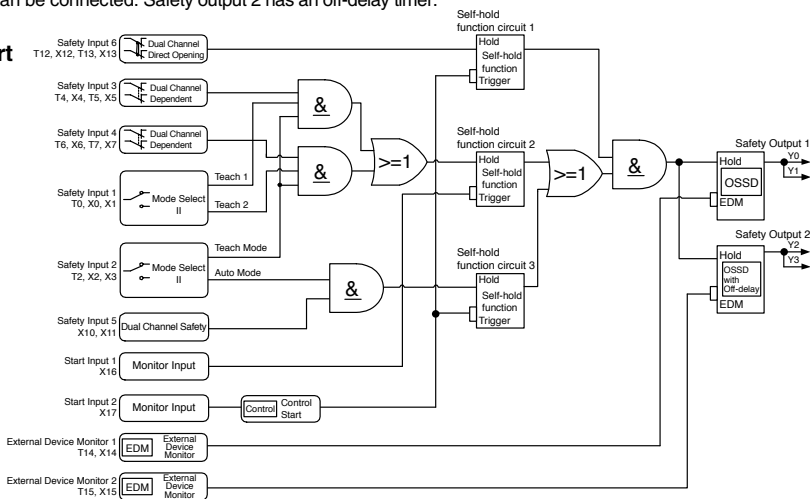 can be connected. Safety output 2 has an off-delay timer.
rt
Self-hold
function circuit 1
Safety Input 6
T12, X12, T13, X13
Dual Channel
Direct Opening
Hold
Self-hold
function
Trigger
Safety Input 3
T4, X4, T5, X5
Dual Channel
Dependent
&
Safety Input 4
T6, X6, T7, X7
Dual Channel
Dependent
&
>=1
Self-hold
function circuit 2
Hold
Self-hold
function
Trigger
>=1
&
Safety Output 1
Hold
OSSD
EDM
Y0
Y1
Safety Input 1
T0, X0, X1
Mode Select
II
Teach 1
Teach 2
Safety Input 2
T2, X2, X3
Mode Select
II
Teach Mode
Auto Mode
&
Self-hold
function circuit 3
Hold
Self-hold
function
Trigger
Safety Output 2
Hold
OSSD
with
Off-delay
EDM
Y2
Y3
Safety Input 5
X10, X11
Dual Channel Safety
Start Input 1
X16
Monitor Input
Start Input 2
X17
Monitor Input
Control
Control
Start
External Device Monitor 1
T14, X14
EDM
External
Device
Monitor
External Device Monitor 2
T15, X15
EDM
External
Device
Monitor